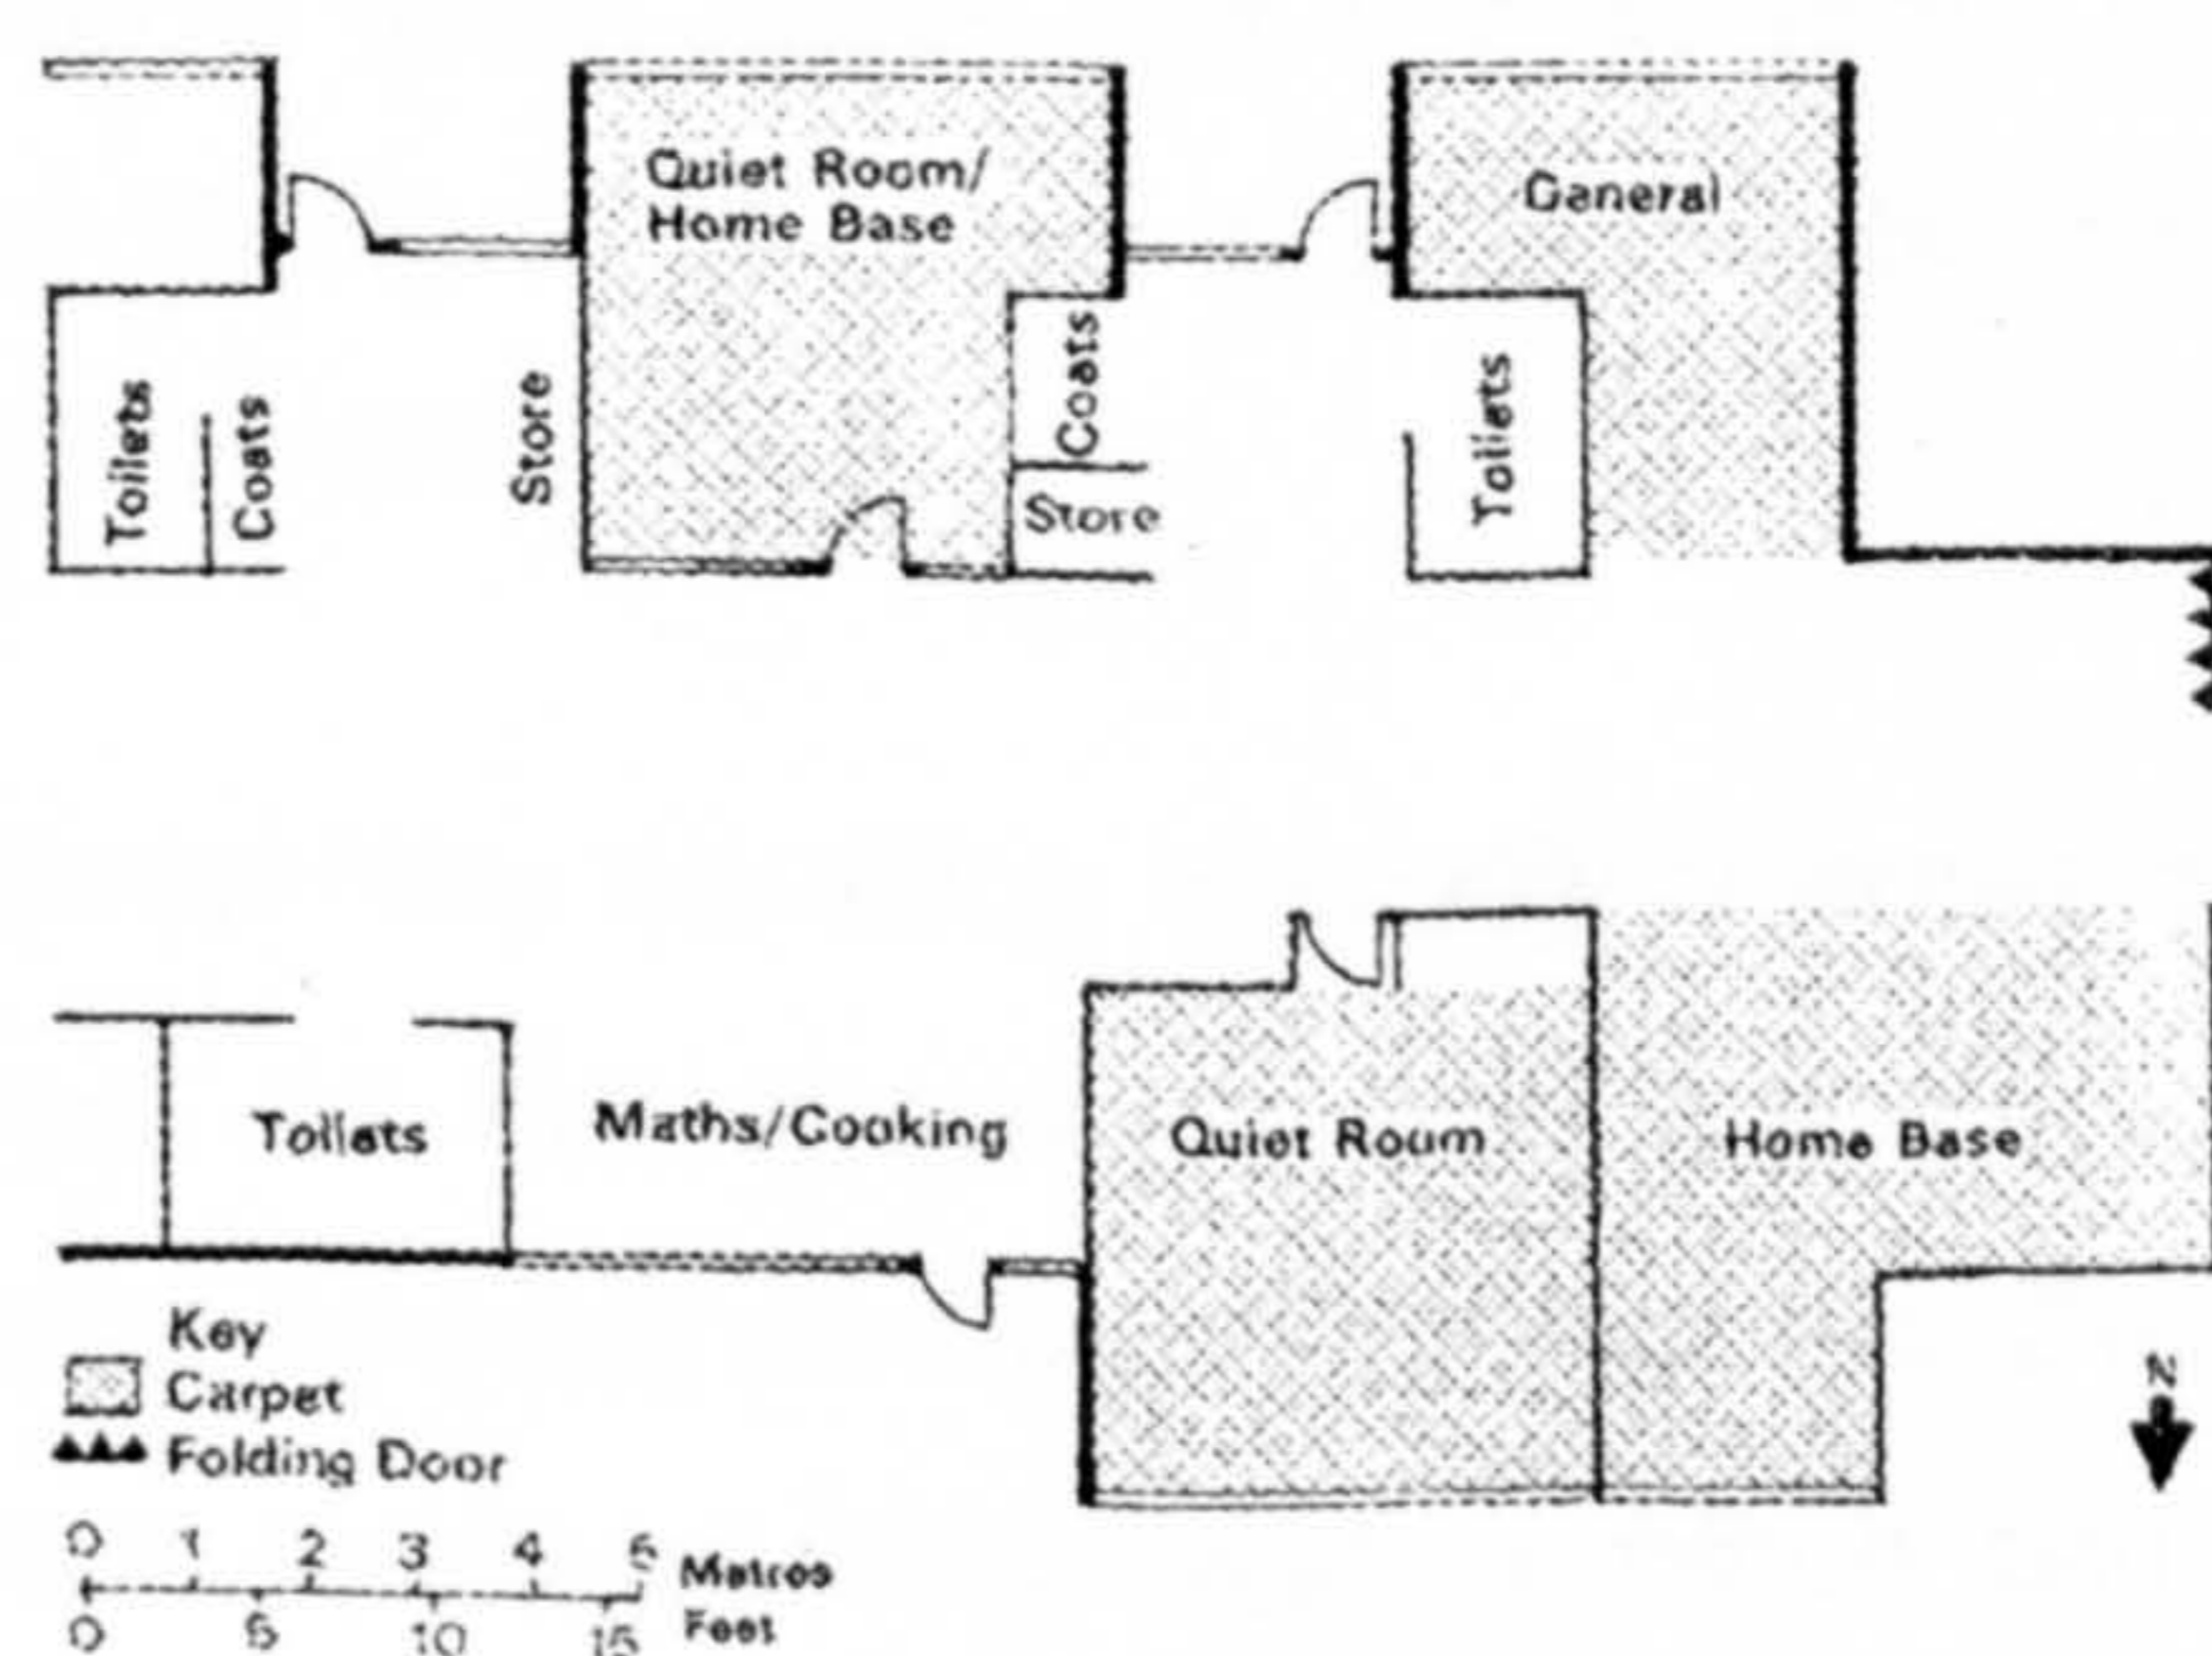 Quiet Room/
Home Base
General
Toilets
Coats
Store
Coats
Store
Toilets
Toilets
Maths/Cooking
Quiet Room
Home Base
Key
Carpet
Folding Door
0 1 2 3 4 5 Metres
0 5 10 15 Feet